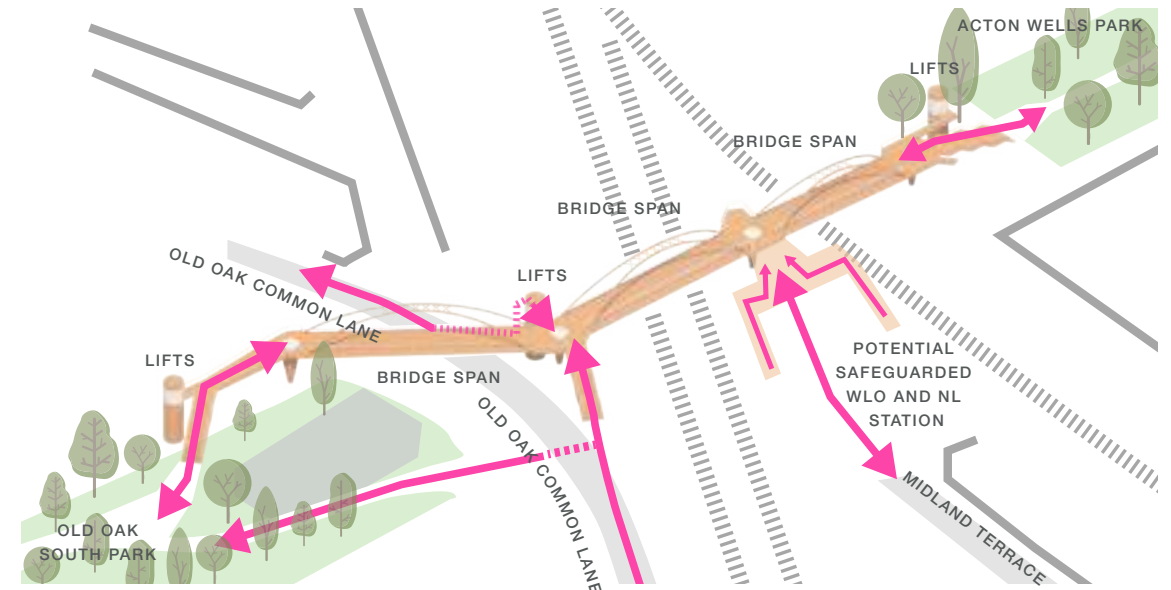 ACTON WELLS PARK
LIFTS
BRIDGE SPAN
BRIDGE SPAN
OLD OAK COMMON LANE
LIFTS
LIFTS
BRIDGE SPAN
OLD OAK COMMON LANE
POTENTIAL
SAFEGUARDED
WLO AND NL
STATION
MIDLAND TERRACE
OLD OAK
SOUTH PARK